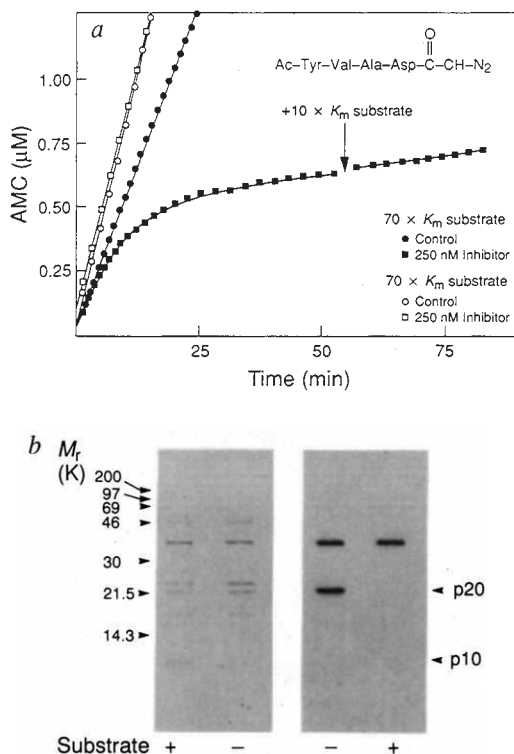 a
O
Ac–Tyr–Val–Ala–Asp–C–CH–N2
+10 × Km substrate
AMC (μM)
1.00
0.75
0.50
0.25
70 × Km substrate
● Control
■ 250 nM Inhibitor
70 × Km substrate
○ Control
□ 250 nM Inhibitor
25
50
75
Time (min)
b
Mr
(K)
200
97
69
46
30
21.5
14.3
p20
p10
Substrate + − − +